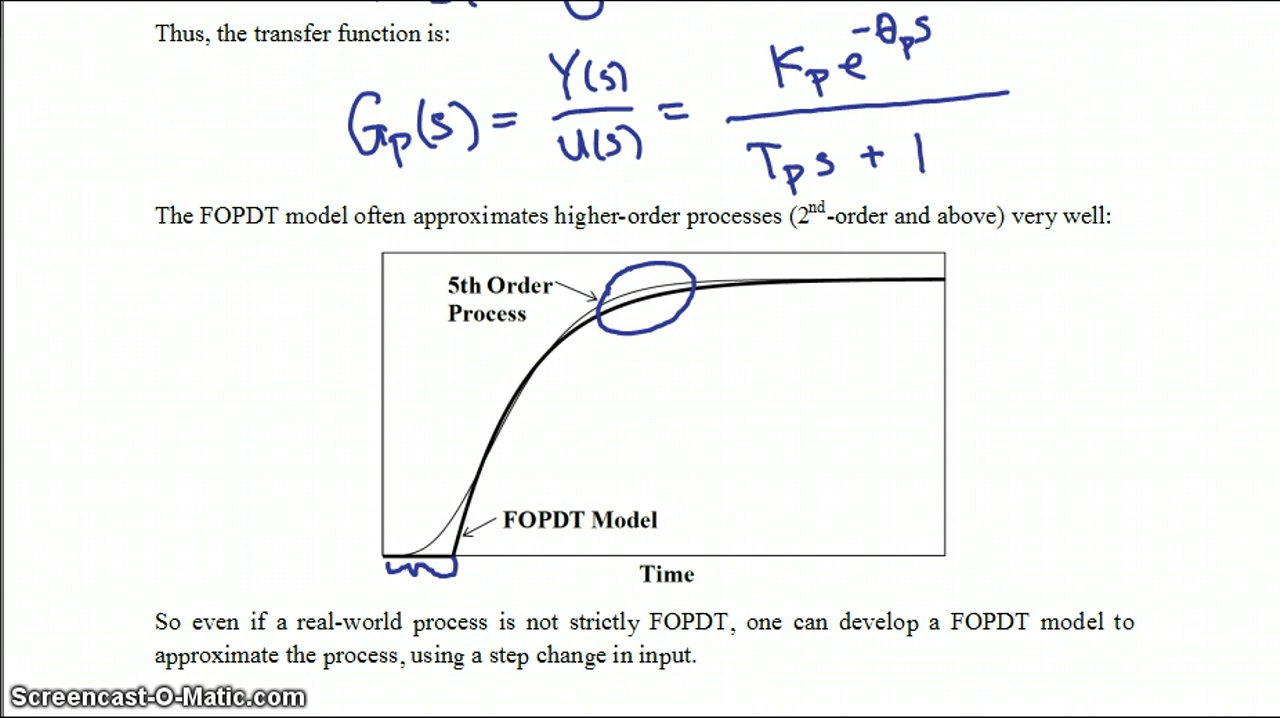 Thus, the transfer function is:
Gp(s) = Y(s)/U(s) = Kp e^-θps / Tps + 1
The FOPDT model often approximates higher-order processes (2nd-order and above) very well:
5th Order
Process
FOPDT Model
Time
So even if a real-world process is not strictly FOPDT, one can develop a FOPDT model to
approximate the process, using a step change in input.
Screencast-O-Matic.com